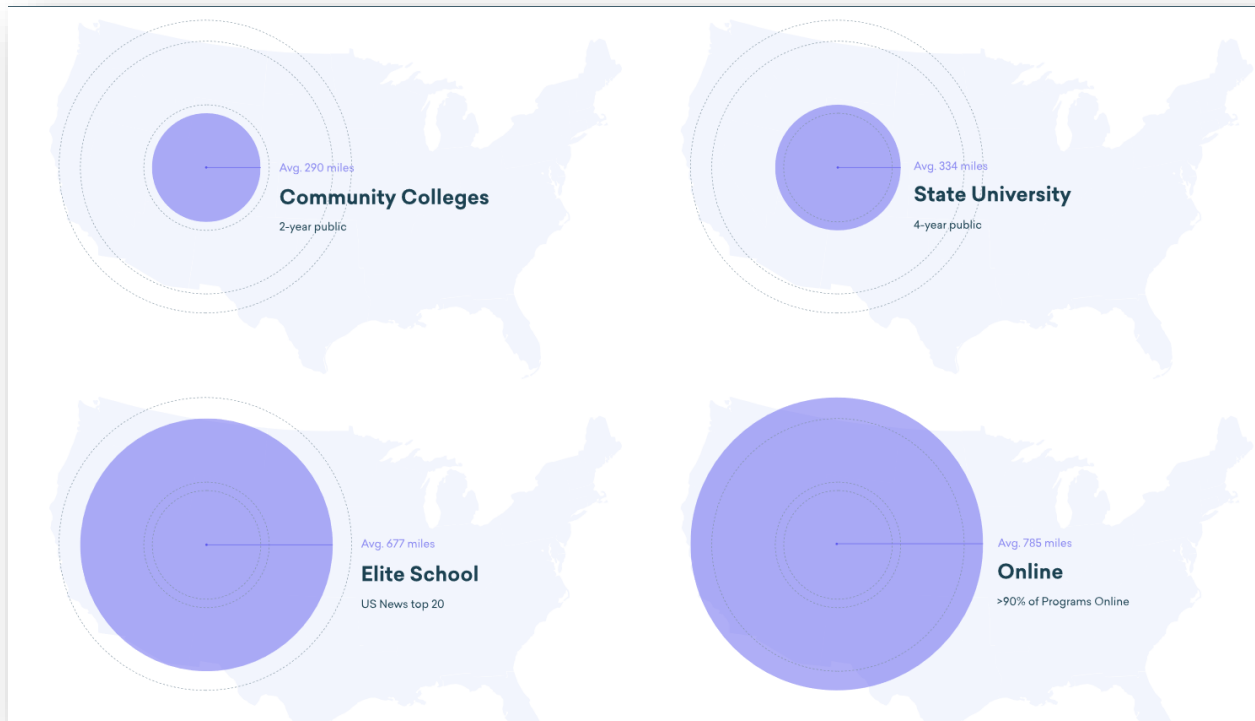 Avg. 290 miles
Community Colleges
2-year public
Avg. 334 miles
State University
4-year public
Avg. 677 miles
Elite School
US News top 20
Avg. 785 miles
Online
>90% of Programs Online